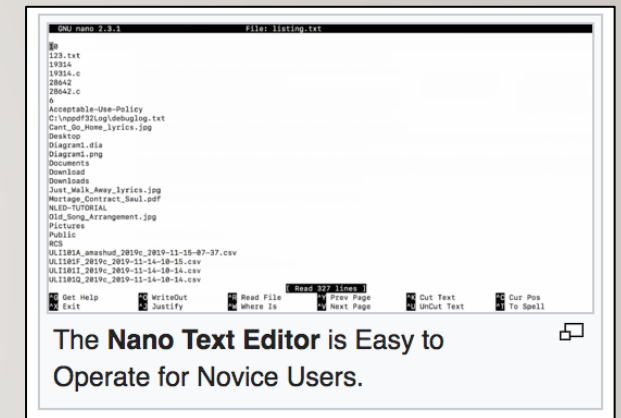 GNU nano 2.3.1 File: listing.txt
10
123.txt
19314
19314.c
28642
28642.c
6
Acceptable-Use-Policy
C:\nppdf32Log\debuglog.txt
Cant_Go_Home_lyrics.jpg
Desktop
Diagram1.dia
Diagram1.png
Documents
Download
Downloads
Just_Walk_Away_lyrics.jpg
Mortage_Contract_Saul.pdf
NLED-TUTORIAL
Old_Song_Arrangement.jpg
Pictures
Public
RCS
ULI101A_amashud_2019c_2019-11-15-07-37.csv
ULI101F_2019c_2019-11-14-10-15.csv
ULI101I_2019c_2019-11-14-10-14.csv
ULI101Q_2019c_2019-11-14-10-14.csv
[ Read 327 lines ]
^G Get Help ^O WriteOut ^R Read File ^Y Prev Page ^K Cut Text ^C Cur Pos
^X Exit ^J Justify ^W Where Is ^V Next Page ^U UnCut Text ^T To Spell
The Nano Text Editor is Easy to
Operate for Novice Users.